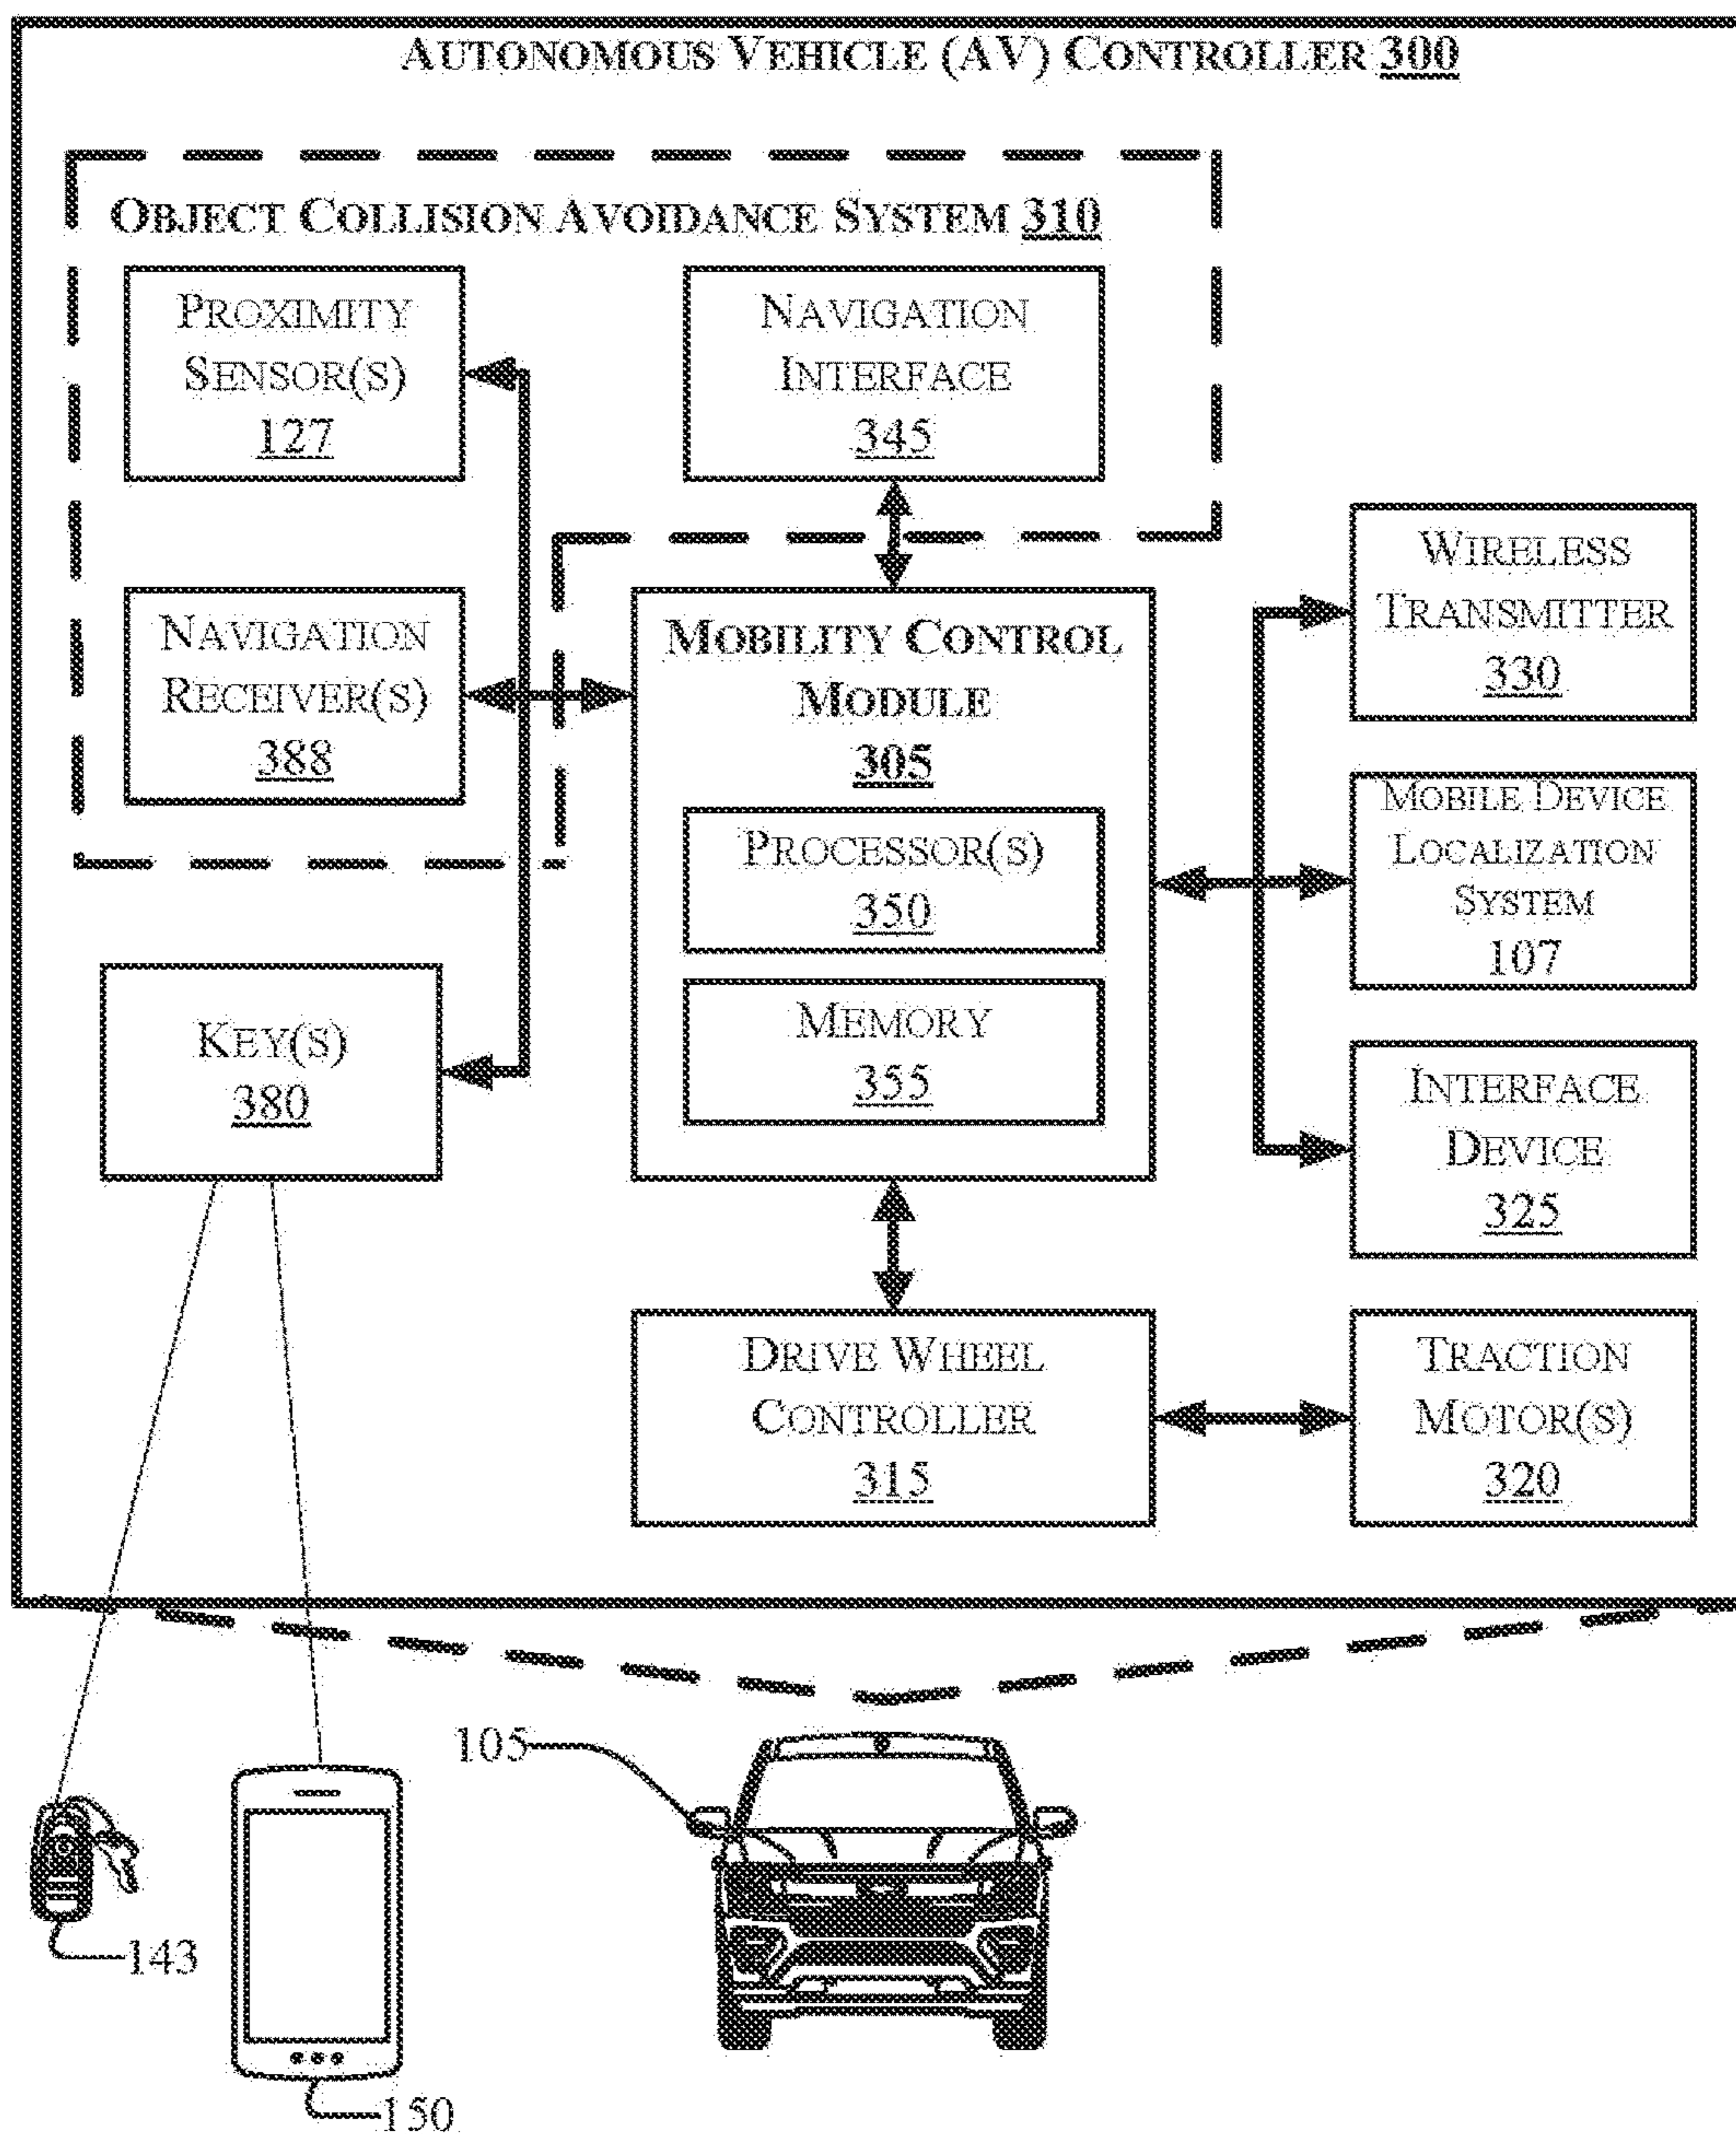 AUTONOMOUS VEHICLE (AV) CONTROLLER 300
OBJECT COLLISION AVOIDANCE SYSTEM 310
PROXIMITY
SENSOR(S)
127
NAVIGATION
INTERFACE
345
NAVIGATION
RECEIVER(S)
388
MOBILITY CONTROL
MODULE
305
PROCESSOR(S)
350
MEMORY
355
WIRELESS
TRANSMITTER
330
MOBILE DEVICE
LOCALIZATION
SYSTEM
107
KEY(S)
380
INTERFACE
DEVICE
325
DRIVE WHEEL
CONTROLLER
315
TRACTION
MOTOR(S)
320
105
143
150